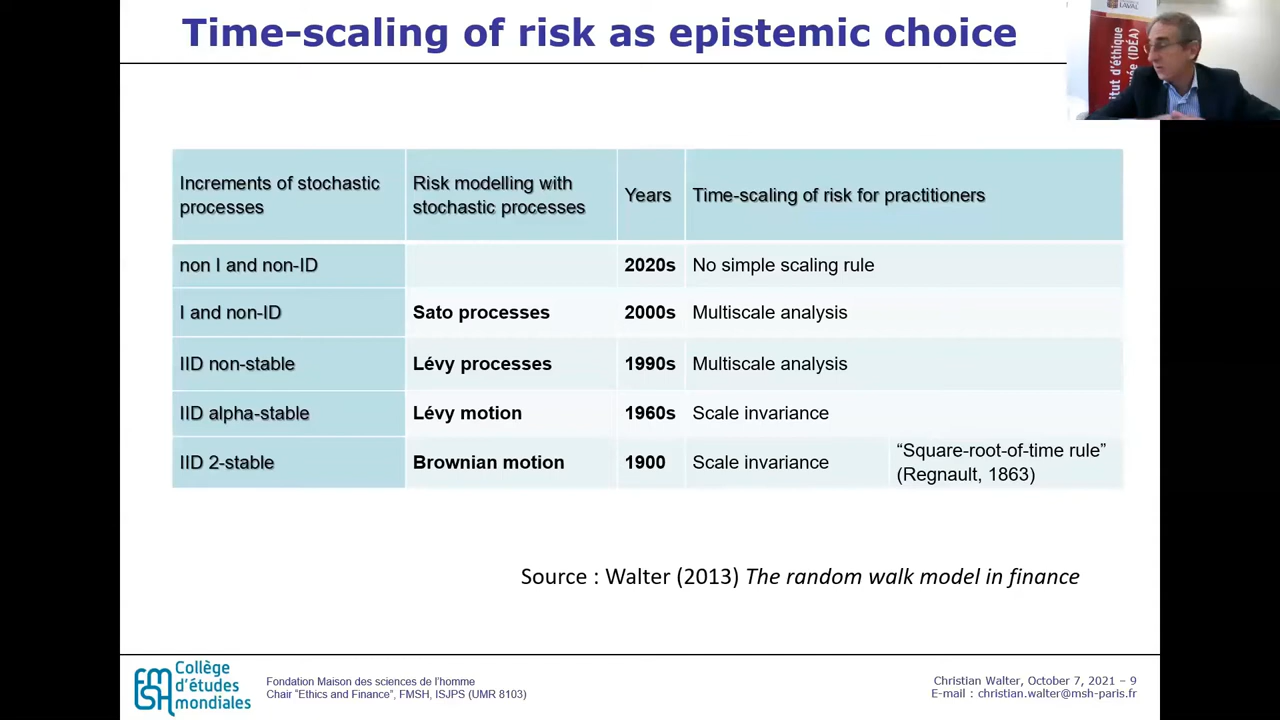 Time-scaling of risk as epistemic choice
LAVAL
Increments of stochastic processes
Risk modelling with stochastic processes
Years
Time-scaling of risk for practitioners
non I and non-ID
2020s
No simple scaling rule
I and non-ID
Sato processes
2000s
Multiscale analysis
IID non-stable
Lévy processes
1990s
Multiscale analysis
IID alpha-stable
Lévy motion
1960s
Scale invariance
IID 2-stable
Brownian motion
1900
Scale invariance
“Square-root-of-time rule”
(Regnault, 1863)
Source : Walter (2013) The random walk model in finance
FMSH
Collège
d'études
mondiales
Fondation Maison des sciences de l'homme
Chair “Ethics and Finance”, FMSH, ISJPS (UMR 8103)
Christian Walter, October 7, 2021 – 9
E-mail : christian.walter@msh-paris.fr
d'éthique
(IDÉA)